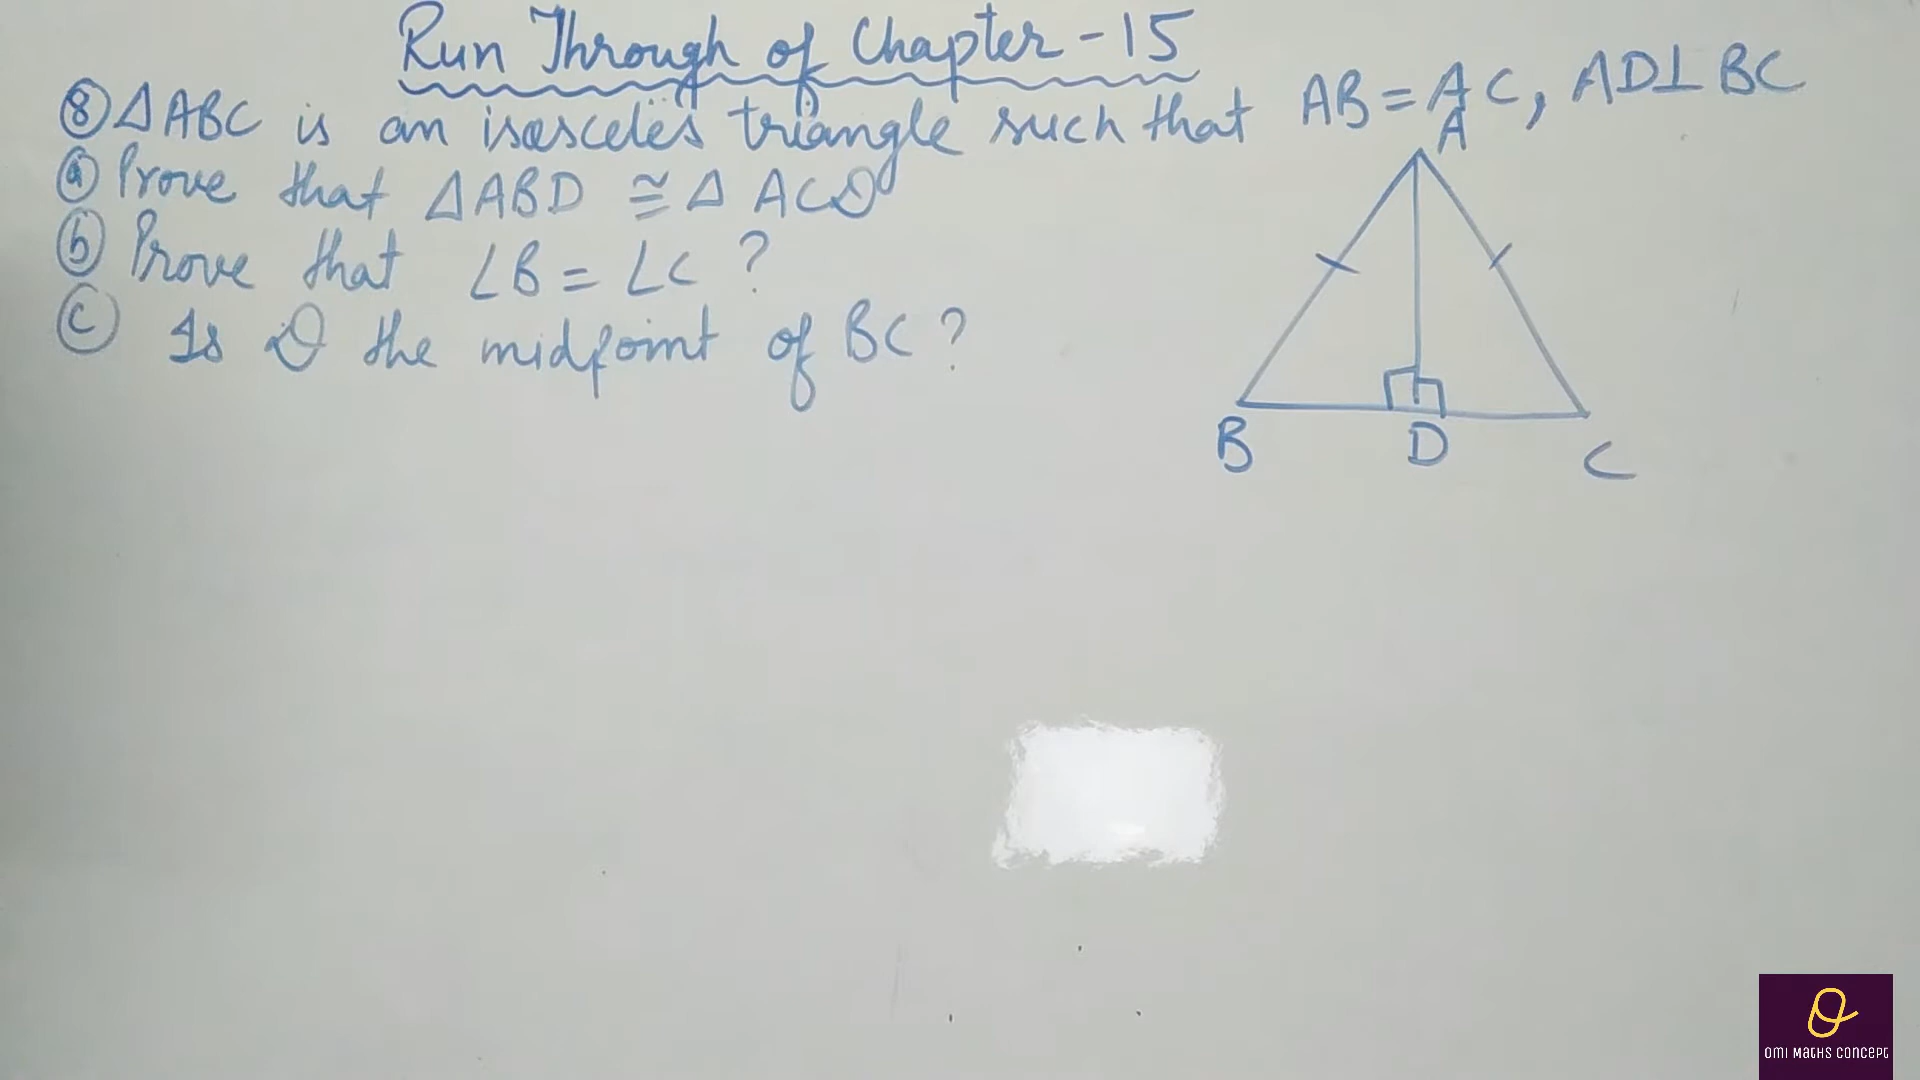 Run Through of Chapter-15
⑧ ΔABC is an isosceles triangle such that AB=AC, AD⊥BC
ⓐ Prove that ΔABD ≅ Δ ACD
ⓑ Prove that ∠B = ∠C ?
ⓒ Is D the midpoint of BC ?
A
B D C
OMI MATHS CONCEPT